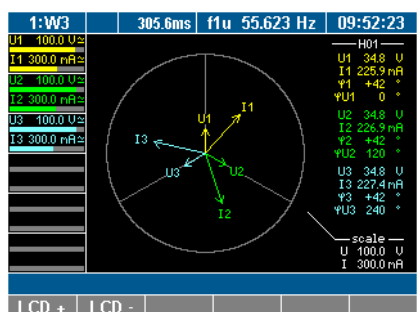 1:W3 305.6ms f1u 55.623 Hz 09:52:23
U1 100.0 V≃
I1 300.0 mA≃
U2 100.0 V≃
I2 300.0 mA≃
U3 100.0 V≃
I3 300.0 mA≃
U1
I1
I3
U3
U2
I2
H01
U1 34.8 V
I1 225.9 mA
φ1 +42 °
φU1 0 °
U2 34.8 V
I2 226.9 mA
φ2 +42 °
φU2 120 °
U3 34.8 V
I3 227.4 mA
φ3 +42 °
φU3 240 °
scale
U 100.0 V
I 300.0 mA
LCD + LCD -